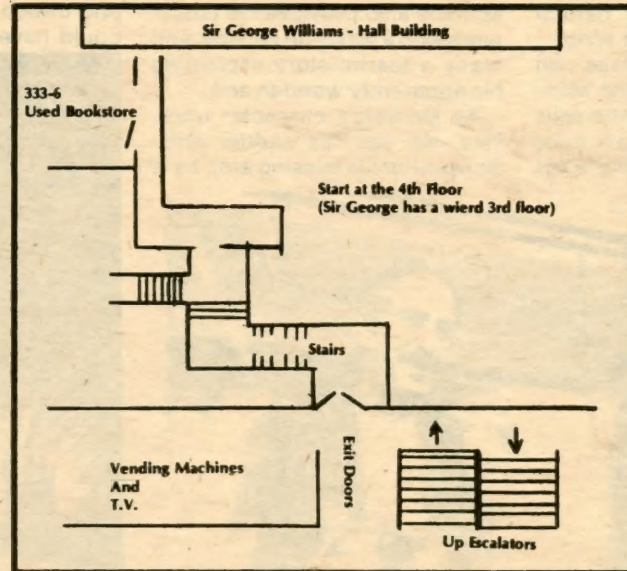 Sir George Williams - Hall Building
333-6
Used Bookstore
Start at the 4th Floor
(Sir George has a wierd 3rd floor)
Stairs
Exit Doors
Vending Machines
And
T.V.
Up Escalators